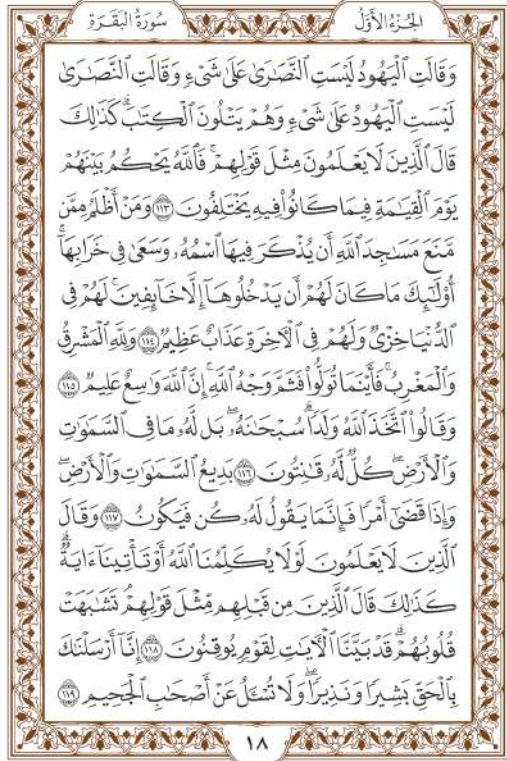 الجُزْءُ الأَوَّلُ
سُورَةُ الْبَقَرَةِ
وَقَالَتِ ٱلْيَهُودُ لَيْسَتِ ٱلنَّصَٰرَىٰ عَلَىٰ شَىْءٍ وَقَالَتِ ٱلنَّصَٰرَىٰ
لَيْسَتِ ٱلْيَهُودُ عَلَىٰ شَىْءٍ وَهُمْ يَتْلُونَ ٱلْكِتَٰبَۗ كَذَٰلِكَ
قَالَ ٱلَّذِينَ لَا يَعْلَمُونَ مِثْلَ قَوْلِهِمْۚ فَٱللَّهُ يَحْكُمُ بَيْنَهُمْ
يَوْمَ ٱلْقِيَٰمَةِ فِيمَا كَانُوا۟ فِيهِ يَخْتَلِفُونَ ١١٣ وَمَنْ أَظْلَمُ مِمَّن
مَّنَعَ مَسَٰجِدَ ٱللَّهِ أَن يُذْكَرَ فِيهَا ٱسْمُهُۥ وَسَعَىٰ فِى خَرَابِهَآۚ
أُو۟لَٰٓئِكَ مَا كَانَ لَهُمْ أَن يَدْخُلُوهَآ إِلَّا خَآئِفِينَۚ لَهُمْ فِى
ٱلدُّنْيَا خِزْىٌ وَلَهُمْ فِى ٱلْءَاخِرَةِ عَذَابٌ عَظِيمٌ ١١٤ وَلِلَّهِ ٱلْمَشْرِقُ
وَٱلْمَغْرِبُۚ فَأَيْنَمَا تُوَلُّوا۟ فَثَمَّ وَجْهُ ٱللَّهِۚ إِنَّ ٱللَّهَ وَٰسِعٌ عَلِيمٌ ١١٥
وَقَالُوا۟ ٱتَّخَذَ ٱللَّهُ وَلَدًاۗ سُبْحَٰنَهُۥۖ بَل لَّهُۥ مَا فِى ٱلسَّمَٰوَٰتِ
وَٱلْأَرْضِۖ كُلٌّ لَّهُۥ قَٰنِتُونَ ١١٦ بَدِيعُ ٱلسَّمَٰوَٰتِ وَٱلْأَرْضِۖ
وَإِذَا قَضَىٰٓ أَمْرًا فَإِنَّمَا يَقُولُ لَهُۥ كُن فَيَكُونُ ١١٧ وَقَالَ
ٱلَّذِينَ لَا يَعْلَمُونَ لَوْلَا يُكَلِّمُنَا ٱللَّهُ أَوْ تَأْتِينَآ ءَايَةٌۗ
كَذَٰلِكَ قَالَ ٱلَّذِينَ مِن قَبْلِهِم مِّثْلَ قَوْلِهِمْۘ تَشَٰبَهَتْ
قُلُوبُهُمْۗ قَدْ بَيَّنَّا ٱلْءَايَٰتِ لِقَوْمٍ يُوقِنُونَ ١١٨ إِنَّآ أَرْسَلْنَٰكَ
بِٱلْحَقِّ بَشِيرًا وَنَذِيرًاۖ وَلَا تُسْـَٔلُ عَنْ أَصْحَٰبِ ٱلْجَحِيمِ ١١٩
١٨